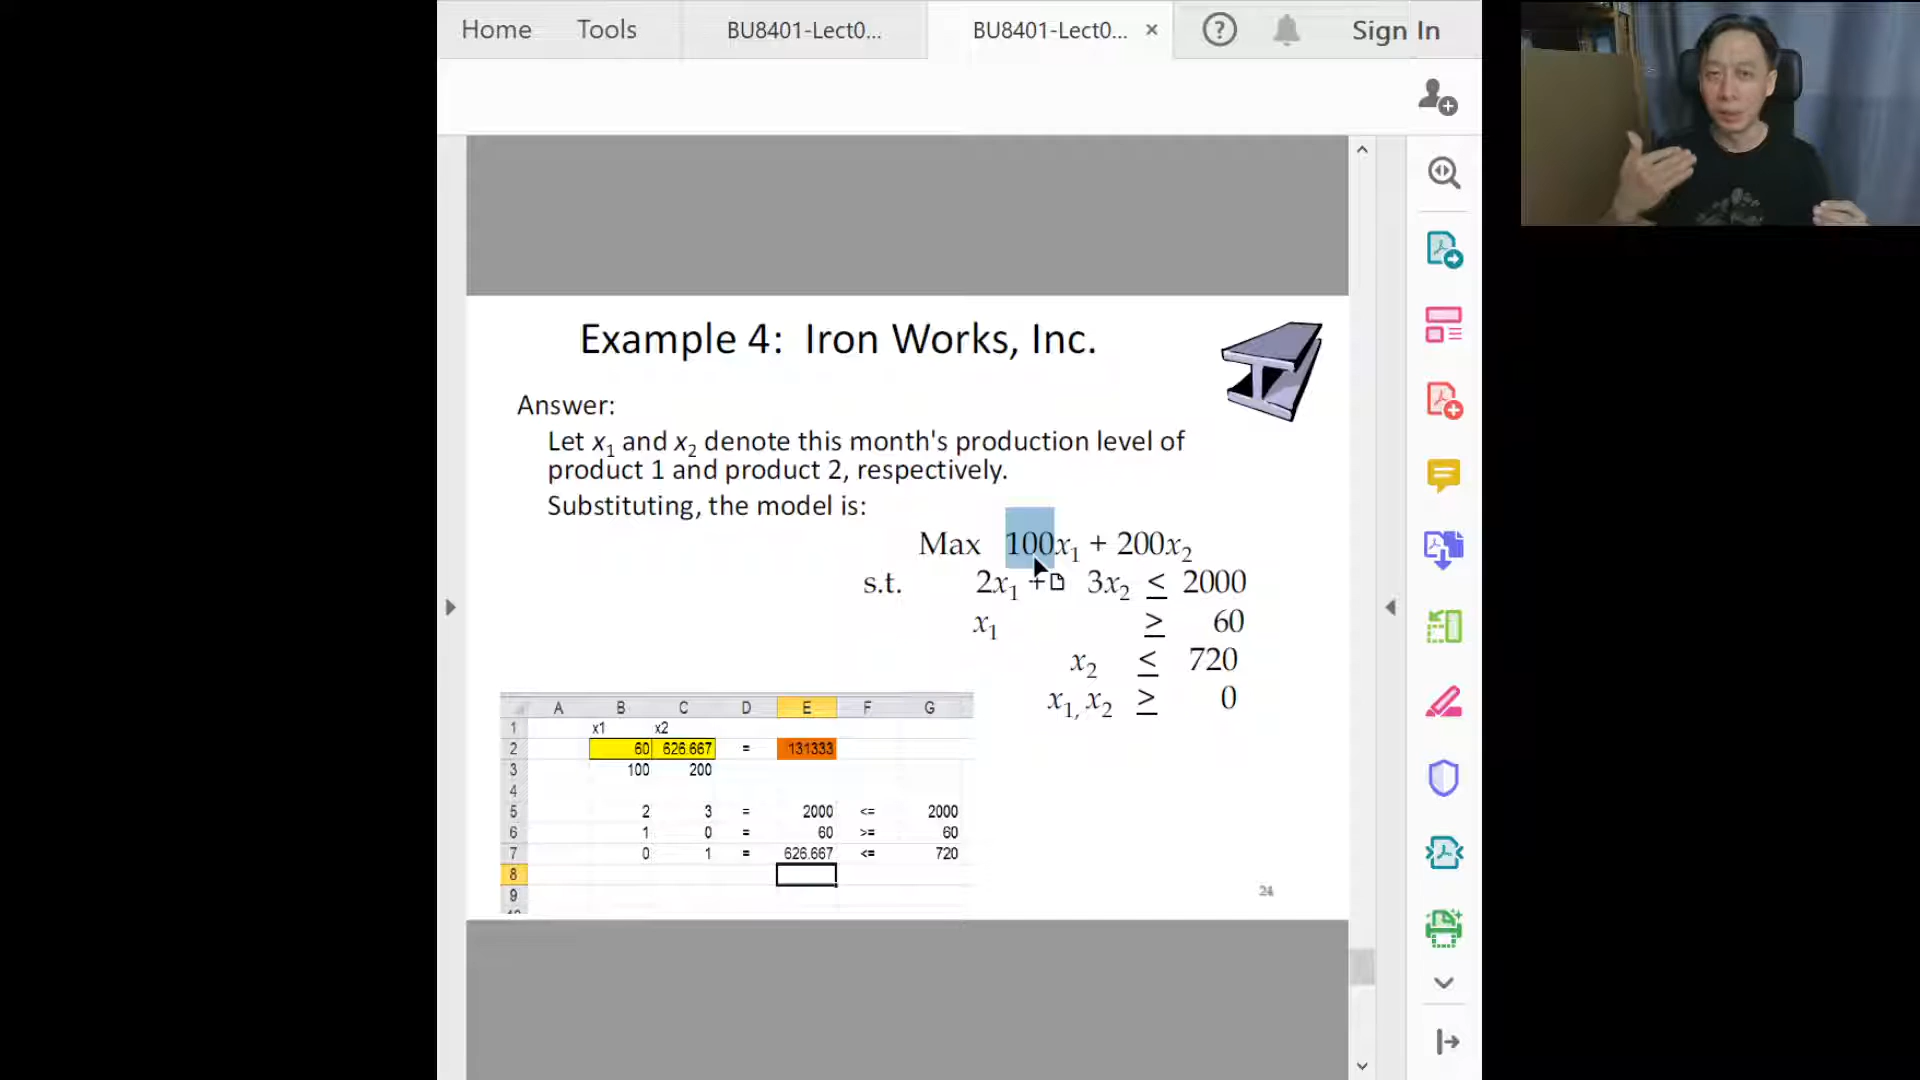 Home Tools BU8401-Lect0... BU8401-Lect0... × ? Sign In
Example 4: Iron Works, Inc.
Answer:
Let x1 and x2 denote this month's production level of
product 1 and product 2, respectively.
Substituting, the model is:
Max 100x1 + 200x2
s.t. 2x1 + 3x2 ≤ 2000
x1 ≥ 60
x2 ≤ 720
x1, x2 ≥ 0
A B C D E F G
1 x1 x2
2 60 626.667 = 131333
3 100 200
4
5 2 3 = 2000 <= 2000
6 1 0 = 60 >= 60
7 0 1 = 626.667 <= 720
8
9
24